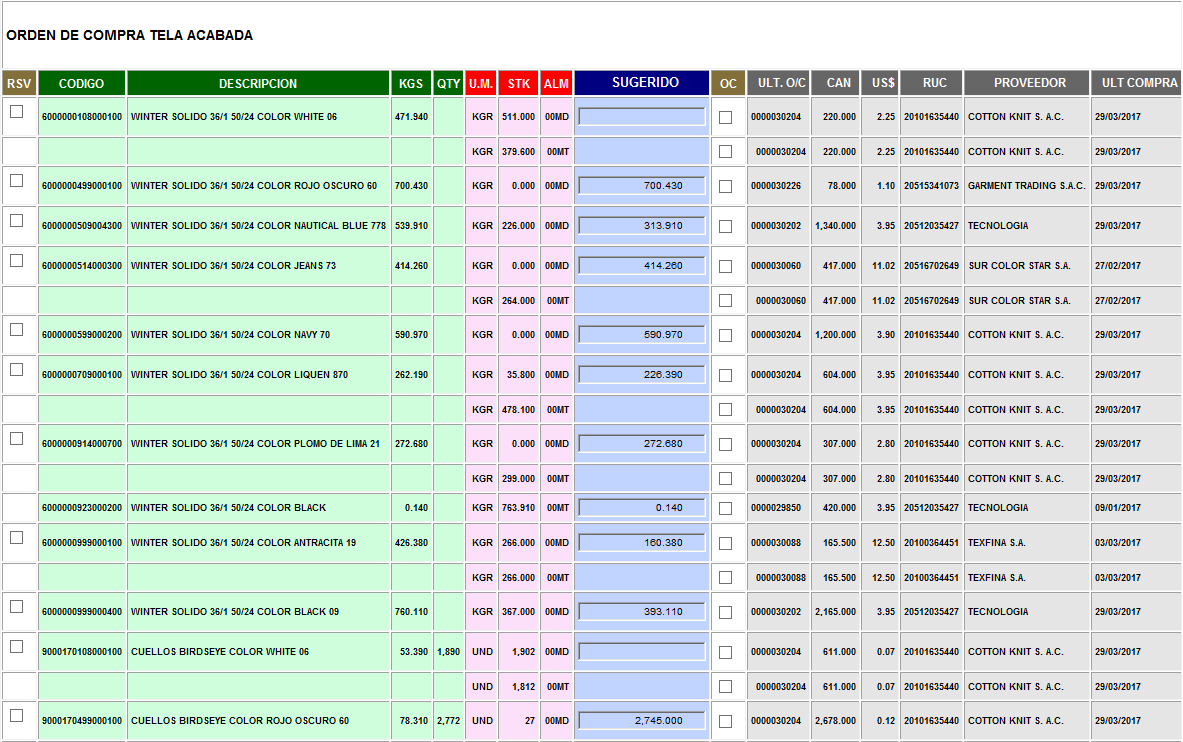 ORDEN DE COMPRA TELA ACABADA
RSV CODIGO DESCRIPCION KGS QTY U.M. STK ALM SUGERIDO OC ULT. O/C CAN US$ RUC PROVEEDOR ULT COMPRA
6000000108000100 WINTER SOLIDO 36/1 50/24 COLOR WHITE 06 471.940 KGR 511.000 00MD 0000030204 220.000 2.25 20101635440 COTTON KNIT S. A.C. 29/03/2017
KGR 379.600 00MT 0000030204 220.000 2.25 20101635440 COTTON KNIT S. A.C. 29/03/2017
6000000499000100 WINTER SOLIDO 36/1 50/24 COLOR ROJO OSCURO 60 700.430 KGR 0.000 00MD 700.430 0000030226 78.000 1.10 20515341073 GARMENT TRADING S.A.C. 29/03/2017
6000000509004300 WINTER SOLIDO 36/1 50/24 COLOR NAUTICAL BLUE 778 539.910 KGR 226.000 00MD 313.910 0000030202 1,340.000 3.95 20512035427 TECNOLOGIA 29/03/2017
6000000514000300 WINTER SOLIDO 36/1 50/24 COLOR JEANS 73 414.260 KGR 0.000 00MD 414.260 0000030060 417.000 11.02 20516702649 SUR COLOR STAR S.A. 27/02/2017
KGR 264.000 00MT 0000030060 417.000 11.02 20516702649 SUR COLOR STAR S.A. 27/02/2017
6000000599000200 WINTER SOLIDO 36/1 50/24 COLOR NAVY 70 590.970 KGR 0.000 00MD 590.970 0000030204 1,200.000 3.90 20101635440 COTTON KNIT S. A.C. 29/03/2017
6000000709000100 WINTER SOLIDO 36/1 50/24 COLOR LIQUEN 870 262.190 KGR 35.800 00MD 226.390 0000030204 604.000 3.95 20101635440 COTTON KNIT S. A.C. 29/03/2017
KGR 478.100 00MT 0000030204 604.000 3.95 20101635440 COTTON KNIT S. A.C. 29/03/2017
6000000914000700 WINTER SOLIDO 36/1 50/24 COLOR PLOMO DE LIMA 21 272.680 KGR 0.000 00MD 272.680 0000030204 307.000 2.80 20101635440 COTTON KNIT S. A.C. 29/03/2017
KGR 299.000 00MT 0000030204 307.000 2.80 20101635440 COTTON KNIT S. A.C. 29/03/2017
6000000923000200 WINTER SOLIDO 36/1 50/24 COLOR BLACK 0.140 KGR 763.910 00MT 0.140 0000029850 420.000 3.95 20512035427 TECNOLOGIA 09/01/2017
6000000999000100 WINTER SOLIDO 36/1 50/24 COLOR ANTRACITA 19 426.380 KGR 266.000 00MD 160.380 0000030088 165.500 12.50 20100364451 TEXFINA S.A. 03/03/2017
KGR 266.000 00MT 0000030088 165.500 12.50 20100364451 TEXFINA S.A. 03/03/2017
6000000999000400 WINTER SOLIDO 36/1 50/24 COLOR BLACK 09 760.110 KGR 367.000 00MD 393.110 0000030202 2,165.000 3.95 20512035427 TECNOLOGIA 29/03/2017
9000170108000100 CUELLOS BIRDSEYE COLOR WHITE 06 53.390 1,890 UND 1,902 00MD 0000030204 611.000 0.07 20101635440 COTTON KNIT S. A.C. 29/03/2017
UND 1,812 00MT 0000030204 611.000 0.07 20101635440 COTTON KNIT S. A.C. 29/03/2017
9000170499000100 CUELLOS BIRDSEYE COLOR ROJO OSCURO 60 78.310 2,772 UND 27 00MD 2,745.000 0000030204 2,678.000 0.12 20101635440 COTTON KNIT S. A.C. 29/03/2017